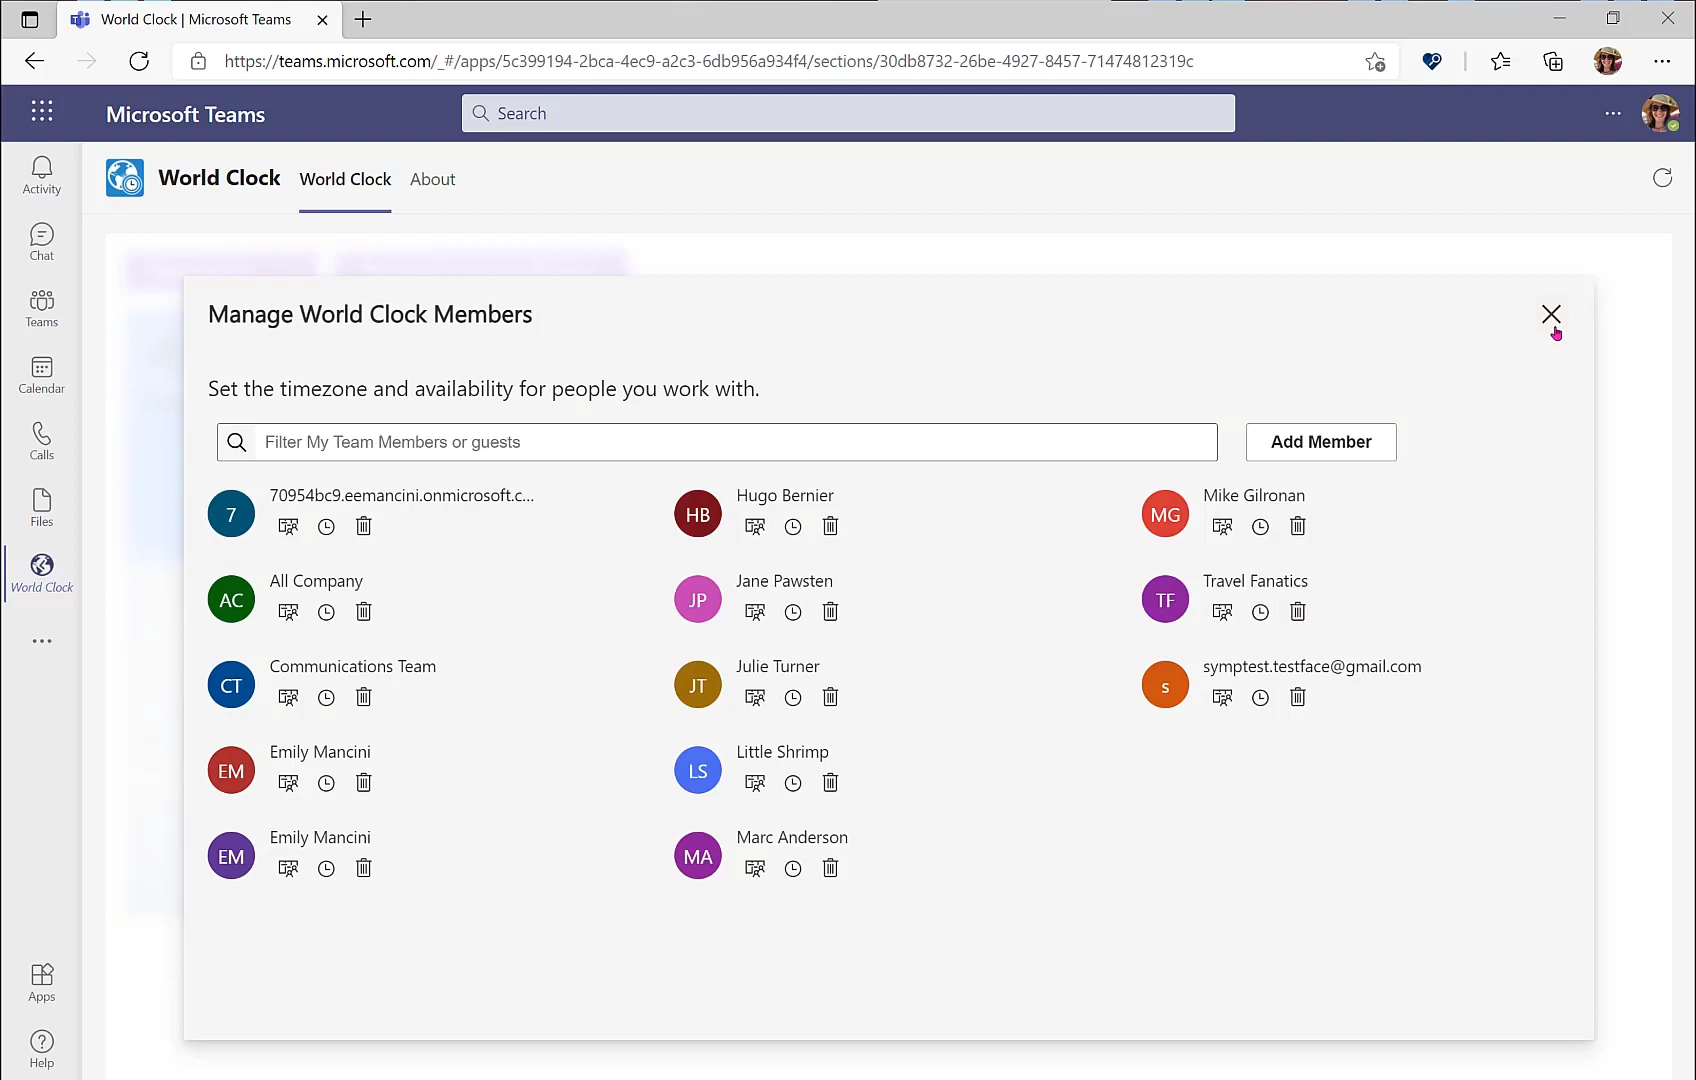 World Clock | Microsoft Teams
https://teams.microsoft.com/_#/apps/5c399194-2bca-4ec9-a2c3-6db956a934f4/sections/30db8732-26be-4927-8457-71474812319c
Microsoft Teams
Search
World Clock
World Clock
About
Activity
Chat
Teams
Calendar
Calls
Files
World Clock
Apps
Help
Manage World Clock Members
Set the timezone and availability for people you work with.
Filter My Team Members or guests
Add Member
7
70954bc9.eemancini.onmicrosoft.c...
AC
All Company
CT
Communications Team
EM
Emily Mancini
EM
Emily Mancini
HB
Hugo Bernier
JP
Jane Pawsten
JT
Julie Turner
LS
Little Shrimp
MA
Marc Anderson
MG
Mike Gilronan
TF
Travel Fanatics
s
symptest.testface@gmail.com